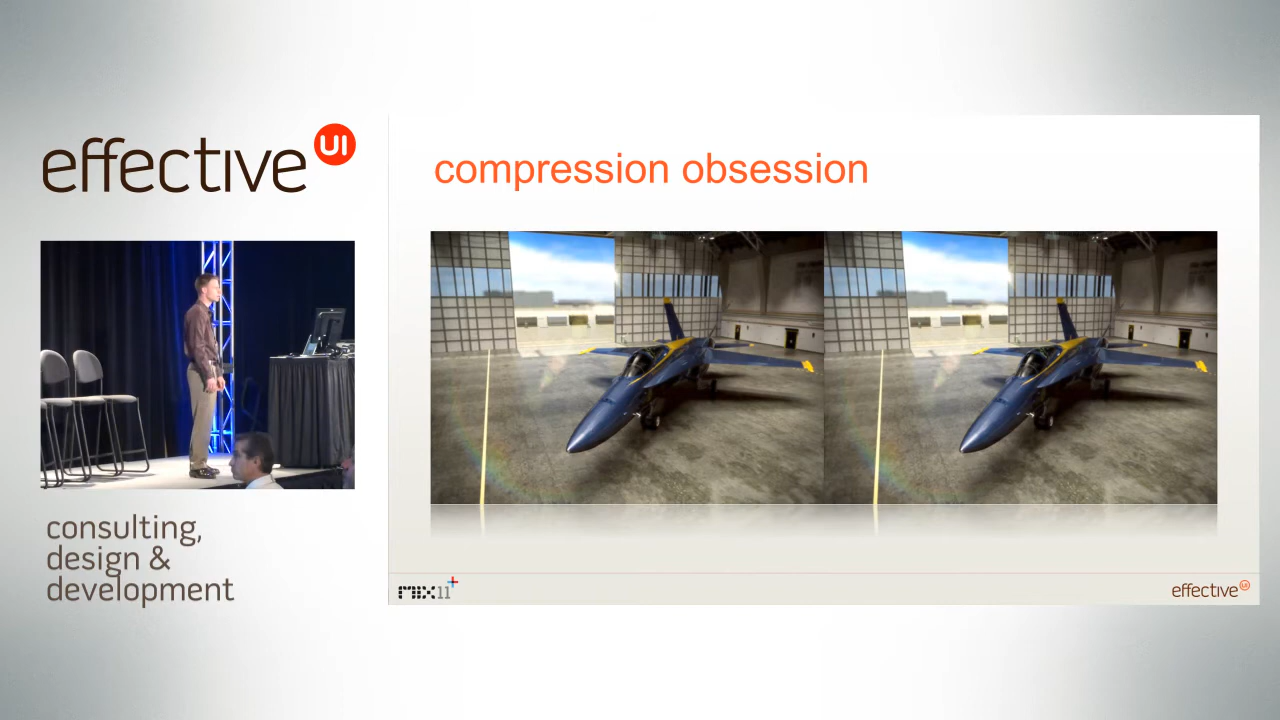 effective UI
compression obsession
consulting,
design &
development
mix11
effective UI